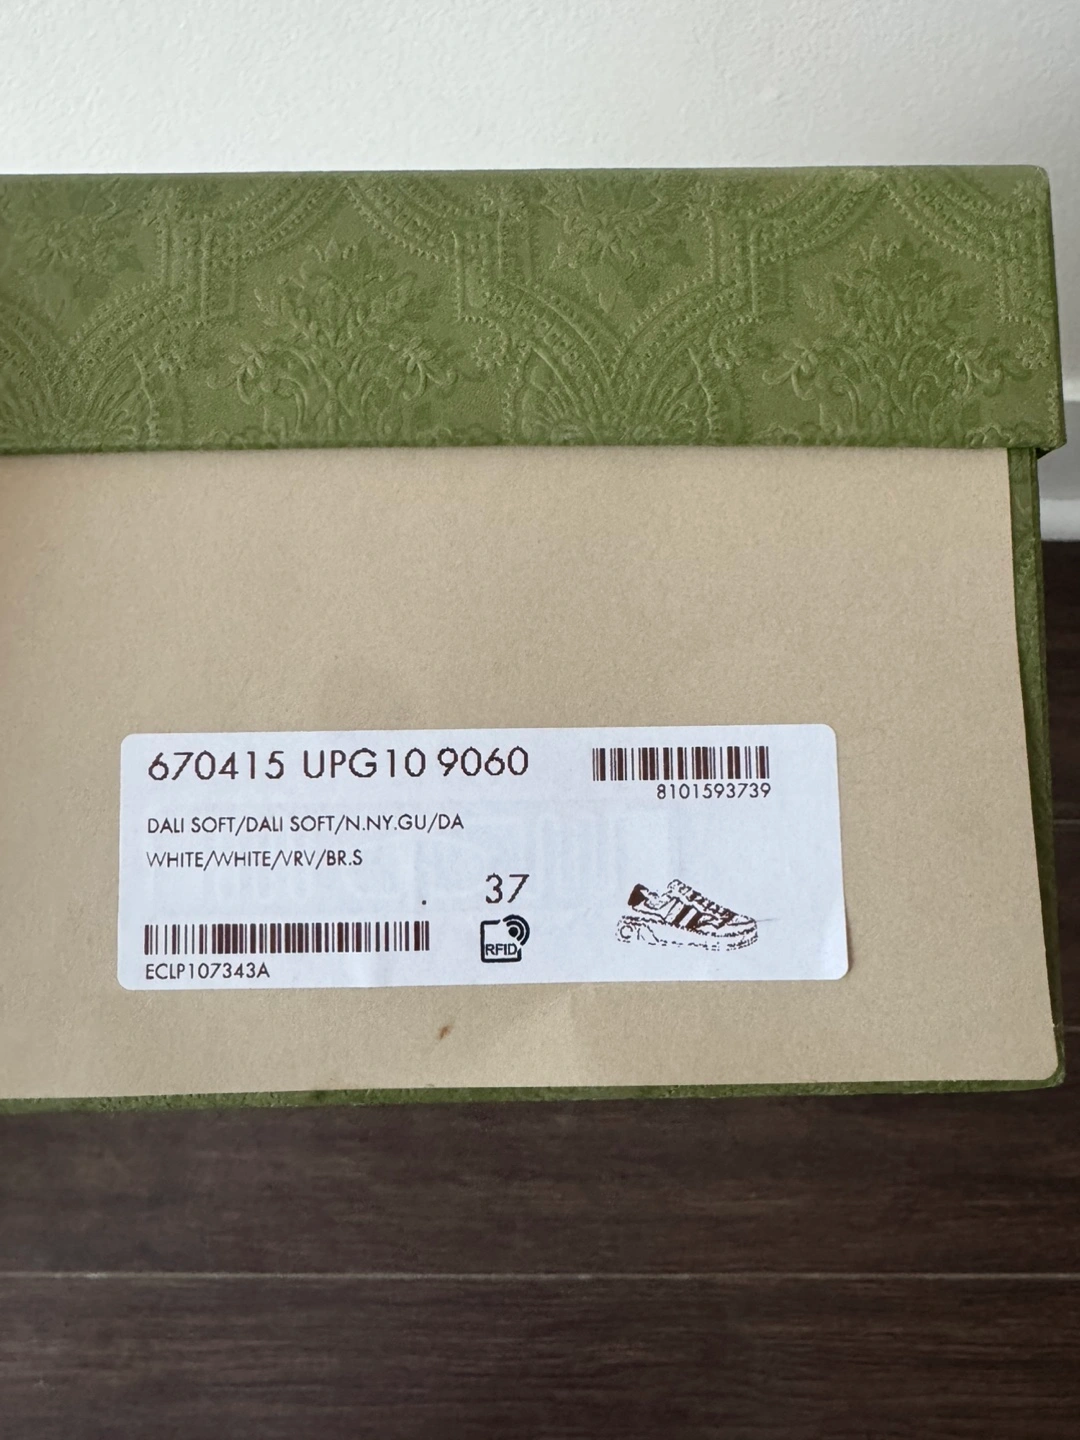 670415 UPG10 9060
8101593739
DALI SOFT/DALI SOFT/N.NY.GU/DA
WHITE/WHITE/VRV/BR.S
37
RFID
ECLP107343A